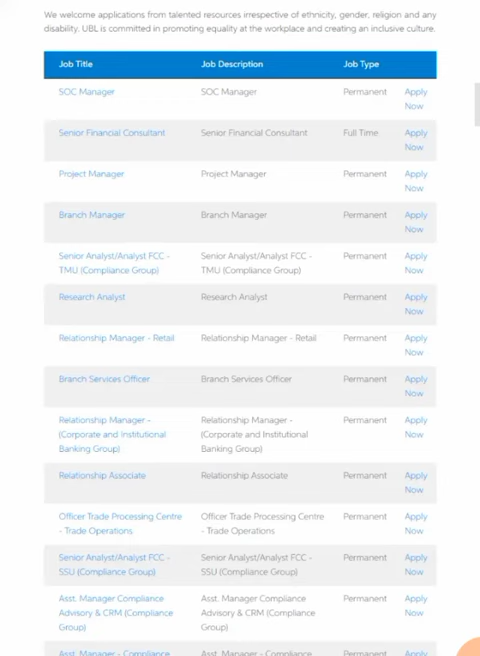 We welcome applications from talented resources irrespective of ethnicity, gender, religion and any
disability. UBL is committed in promoting equality at the workplace and creating an inclusive culture.
Job Title Job Description Job Type
SOC Manager SOC Manager Permanent Apply
Now
Senior Financial Consultant Senior Financial Consultant Full Time Apply
Now
Project Manager Project Manager Permanent Apply
Now
Branch Manager Branch Manager Permanent Apply
Now
Senior Analyst/Analyst FCC - Senior Analyst/Analyst FCC - Permanent Apply
TMU (Compliance Group) TMU (Compliance Group) Now
Research Analyst Research Analyst Permanent Apply
Now
Relationship Manager - Retail Relationship Manager - Retail Permanent Apply
Now
Branch Services Officer Branch Services Officer Permanent Apply
Now
Relationship Manager - Relationship Manager - Permanent Apply
(Corporate and Institutional (Corporate and Institutional Now
Banking Group) Banking Group)
Relationship Associate Relationship Associate Permanent Apply
Now
Officer Trade Processing Centre Officer Trade Processing Centre Permanent Apply
- Trade Operations - Trade Operations Now
Senior Analyst/Analyst FCC - Senior Analyst/Analyst FCC - Permanent Apply
SSU (Compliance Group) SSU (Compliance Group) Now
Asst. Manager Compliance Asst. Manager Compliance Permanent Apply
Advisory & CRM (Compliance Advisory & CRM (Compliance Now
Group) Group)
Asst. Manager - Compliance Asst. Manager - Compliance Permanent Apply